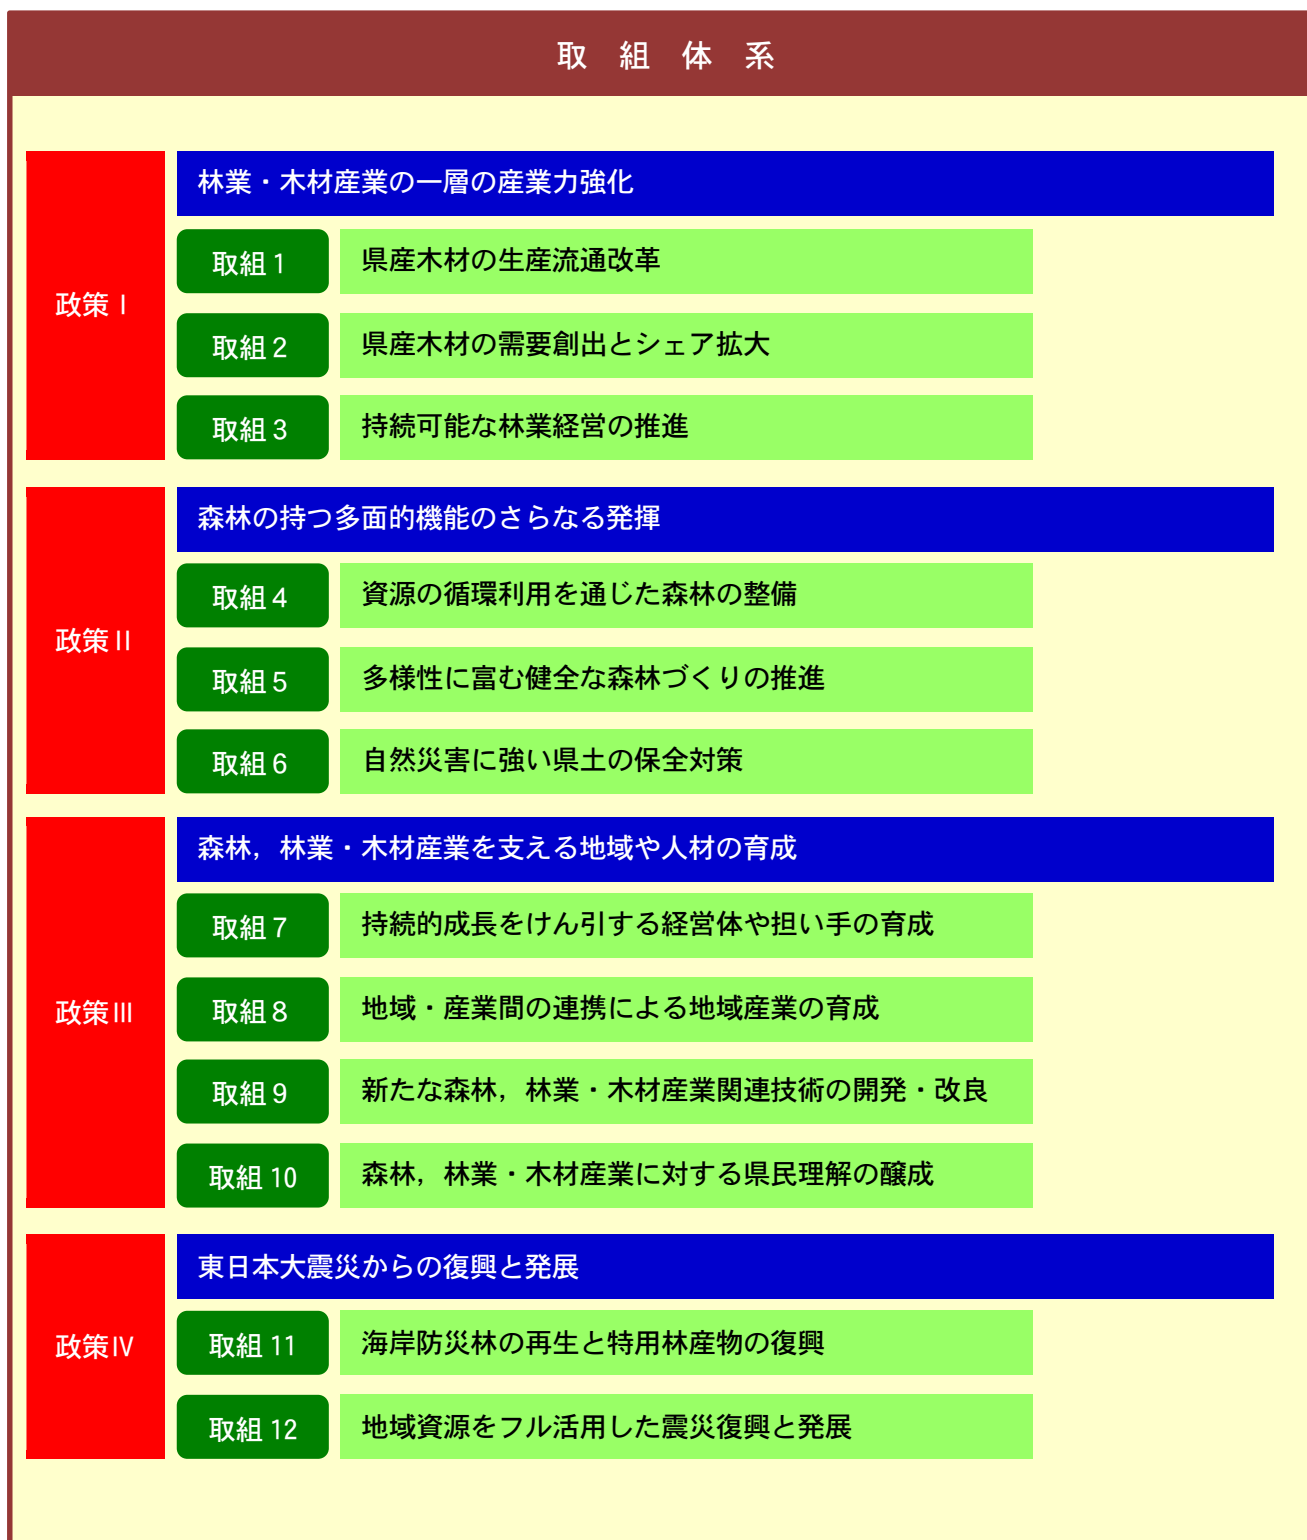 取 組 体 系
林業・木材産業の一層の産業力強化
政策Ⅰ
取組１ 県産木材の生産流通改革
取組２ 県産木材の需要創出とシェア拡大
取組３ 持続可能な林業経営の推進
森林の持つ多面的機能のさらなる発揮
政策Ⅱ
取組４ 資源の循環利用を通じた森林の整備
取組５ 多様性に富む健全な森林づくりの推進
取組６ 自然災害に強い県土の保全対策
森林，林業・木材産業を支える地域や人材の育成
政策Ⅲ
取組７ 持続的成長をけん引する経営体や担い手の育成
取組８ 地域・産業間の連携による地域産業の育成
取組９ 新たな森林，林業・木材産業関連技術の開発・改良
取組 10 森林，林業・木材産業に対する県民理解の醸成
東日本大震災からの復興と発展
政策Ⅳ
取組 11 海岸防災林の再生と特用林産物の復興
取組 12 地域資源をフル活用した震災復興と発展